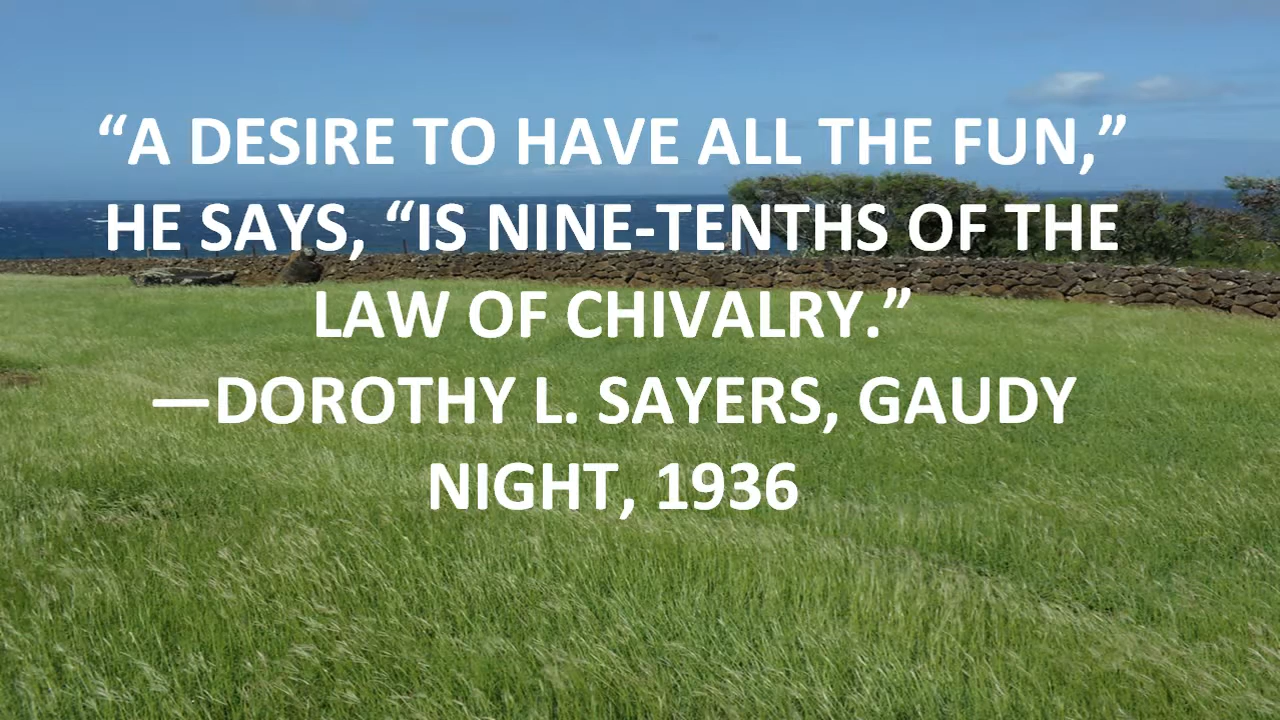 “A DESIRE TO HAVE ALL THE FUN,”
HE SAYS, “IS NINE-TENTHS OF THE
LAW OF CHIVALRY.”
—DOROTHY L. SAYERS, GAUDY
NIGHT, 1936